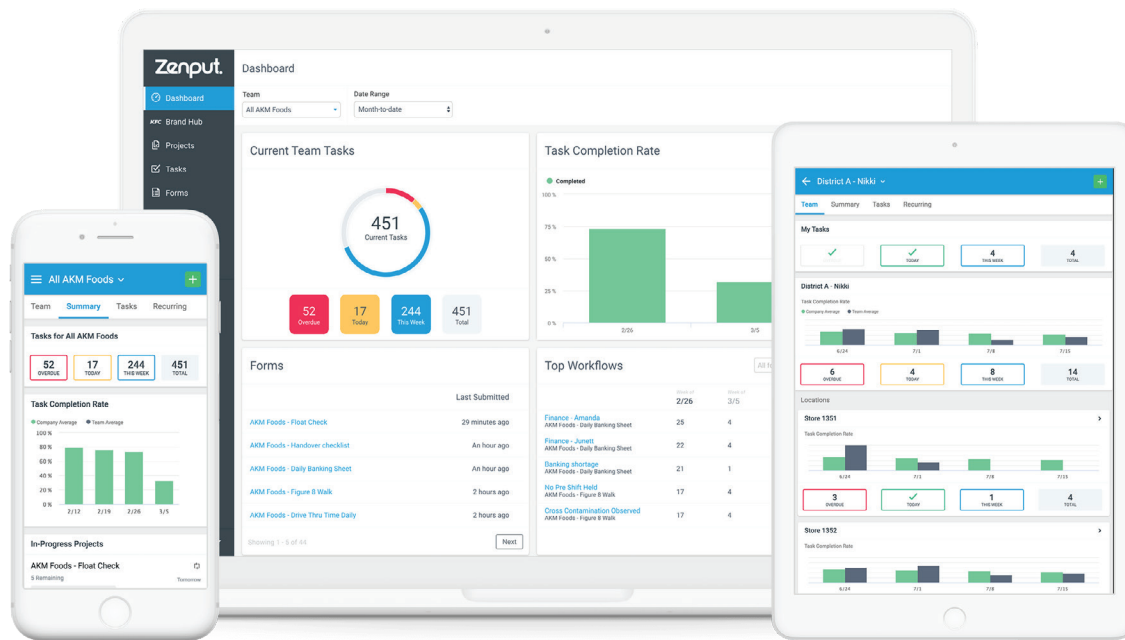 Zenput.
Dashboard
KFC Brand Hub
Projects
Tasks
Forms
Dashboard
Team
All AKM Foods
Date Range
Month-to-date
Current Team Tasks
451
Current Tasks
52
Overdue
17
Today
244
This Week
451
Total
Task Completion Rate
Completed
100 %
75 %
50 %
25 %
0 %
2/26
3/5
Forms
Last Submitted
AKM Foods - Float Check 29 minutes ago
AKM Foods - Handover checklist An hour ago
AKM Foods - Daily Banking Sheet An hour ago
AKM Foods - Figure 8 Walk 2 hours ago
AKM Foods - Drive Thru Time Daily 2 hours ago
Showing 1 - 5 of 44
Next
Top Workflows
Week of Week of
2/26 3/5
Finance - Amanda 25 4
AKM Foods - Daily Banking Sheet
Finance - Junett 22 4
AKM Foods - Daily Banking Sheet
Banking shortage 21 1
AKM Foods - Daily Banking Sheet
No Pre Shift Held 17 4
AKM Foods - Figure 8 Walk
Cross Contamination Observed 17 4
AKM Foods - Figure 8 Walk
All AKM Foods
Team Summary Tasks Recurring
Tasks for All AKM Foods
52 17 244 451
OVERDUE TODAY THIS WEEK TOTAL
Task Completion Rate
Company Average Team Average
100 %
80 %
60 %
40 %
20 %
0 %
2/12 2/19 2/26 3/5
In-Progress Projects
AKM Foods - Float Check
5 Remaining Tomorrow
District A - Nikki
Team Summary Tasks Recurring
My Tasks
4 4
TODAY THIS WEEK TOTAL
District A - Nikki
Task Completion Rate
Company Average Team Average
6/24 7/1 7/8 7/15
6 4 8 14
OVERDUE TODAY THIS WEEK TOTAL
Locations
Store 1351
Task Completion Rate
6/24 7/1 7/8 7/15
3 1 4
OVERDUE TODAY THIS WEEK TOTAL
Store 1352
Task Completion Rate
6/24 7/1 7/8 7/15